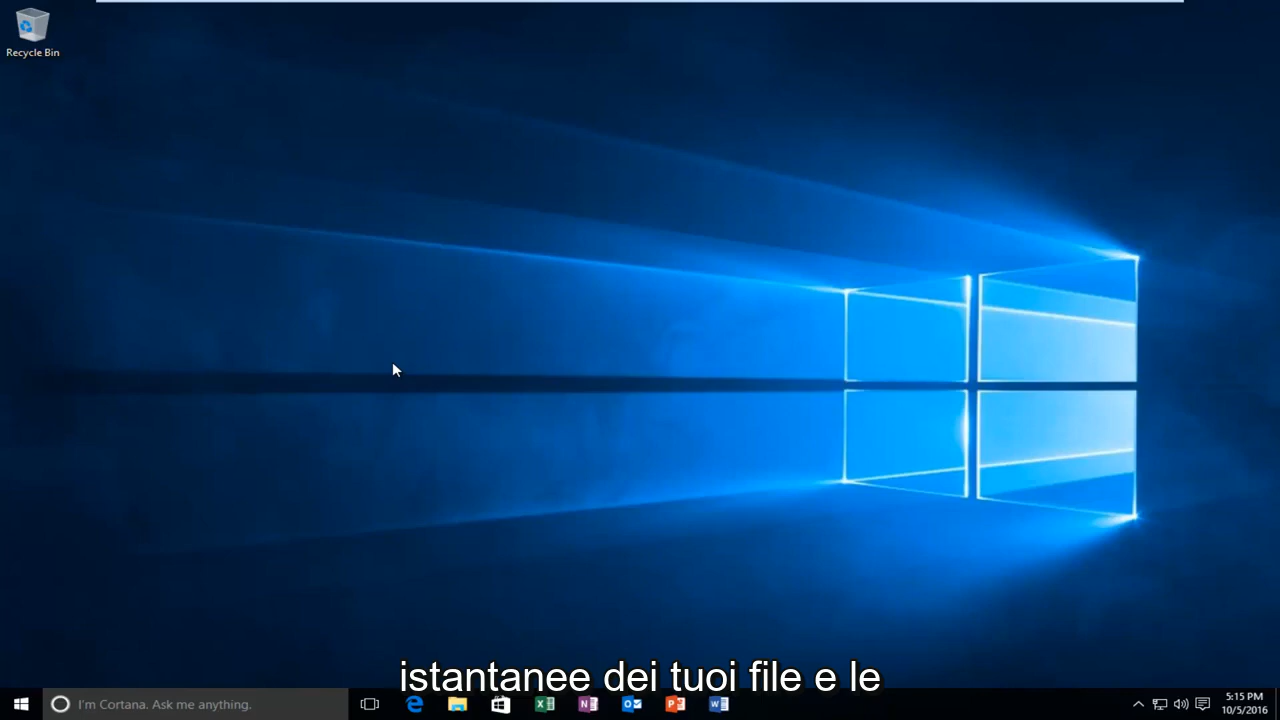 Recycle Bin
istantanee dei tuoi file e le
I'm Cortana. Ask me anything.
5:15 PM
10/5/2016